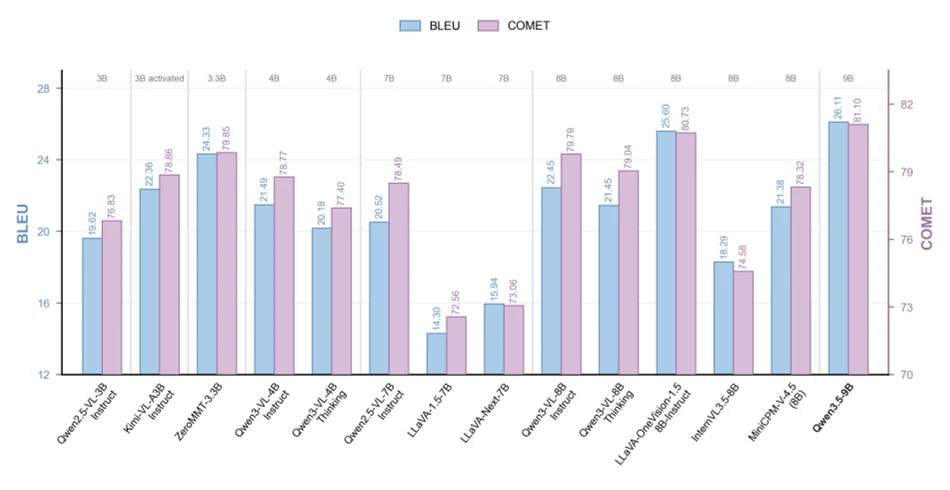 BLEU COMET
3B 3B activated 3.3B 4B 4B 7B 7B 7B 8B 8B 8B 8B 8B 9B
28
24
20
16
12
BLEU
82
79
76
73
70
COMET
19.62 76.83
22.36 78.86
24.33 79.85
21.49 78.77
20.18 77.40
20.52 78.49
14.30 72.56
15.94 73.06
22.45 79.79
21.45 79.04
25.60 80.73
18.29 74.58
21.38 78.32
26.11 81.10
Qwen2.5-VL-3B
Instruct
Kimi-VL-A3B
Instruct
ZeroMMT-3.3B
Qwen3-VL-4B
Instruct
Qwen3-VL-4B
Thinking
Qwen2.5-VL-7B
Instruct
LLaVA-1.5-7B
LLaVA-Next-7B
Qwen3-VL-8B
Instruct
Qwen3-VL-8B
Thinking
LLaVA-OneVision-1.5
8B-Instruct
InternVL3.5-8B
MiniCPM-V-4.5
(8B)
Qwen3.5-9B